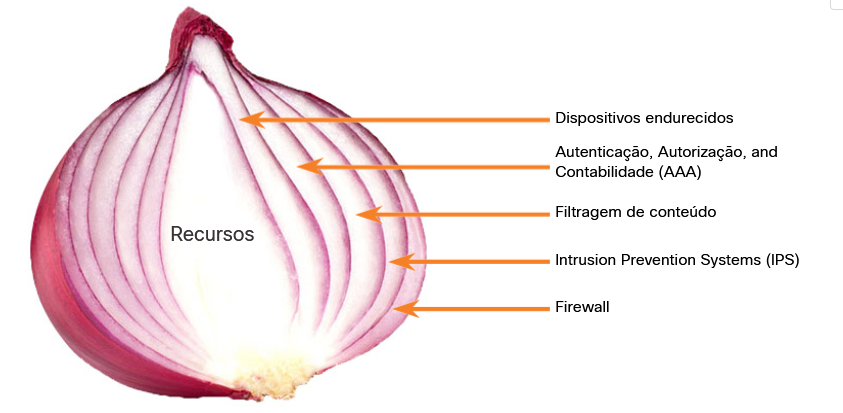 Dispositivos endurecidos
Autenticação, Autorização, and
Contabilidade (AAA)
Filtragem de conteúdo
Recursos
Intrusion Prevention Systems (IPS)
Firewall